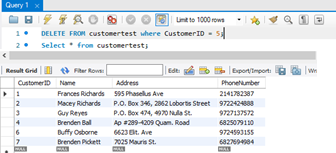 Query 1
Limit to 1000 rows
1 DELETE FROM customertest where CustomerID = 5;
2 Select * from customertest;
Result Grid Filter Rows: Edit: Export/Import:
CustomerID Name Address PhoneNumber
1 Frances Richards 595 Phasellus Ave 2141782387
2 Macey Richards P.O. Box 346, 2862 Lobortis Street 9722424888
3 Guy Reyes P.O. Box 474, 4970 Nulla St. 9727137572
4 Brenden Ball Ap #289-4209 Quam. Road 6825079110
6 Buffy Osborne 6623 Elit. Ave 9724593155
7 Brenden Pickett 7025 Mauris St. 6827694984
NULL NULL NULL NULL